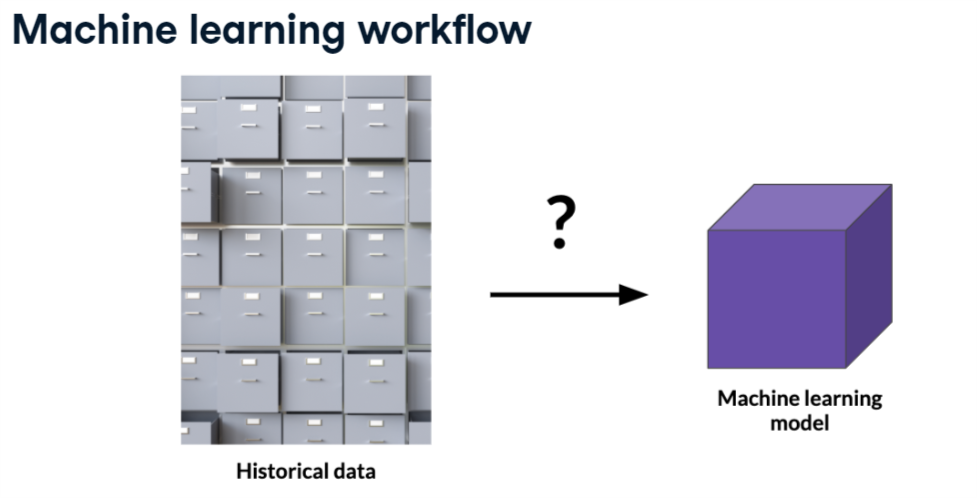 Machine learning workflow
?
Machine learning
model
Historical data